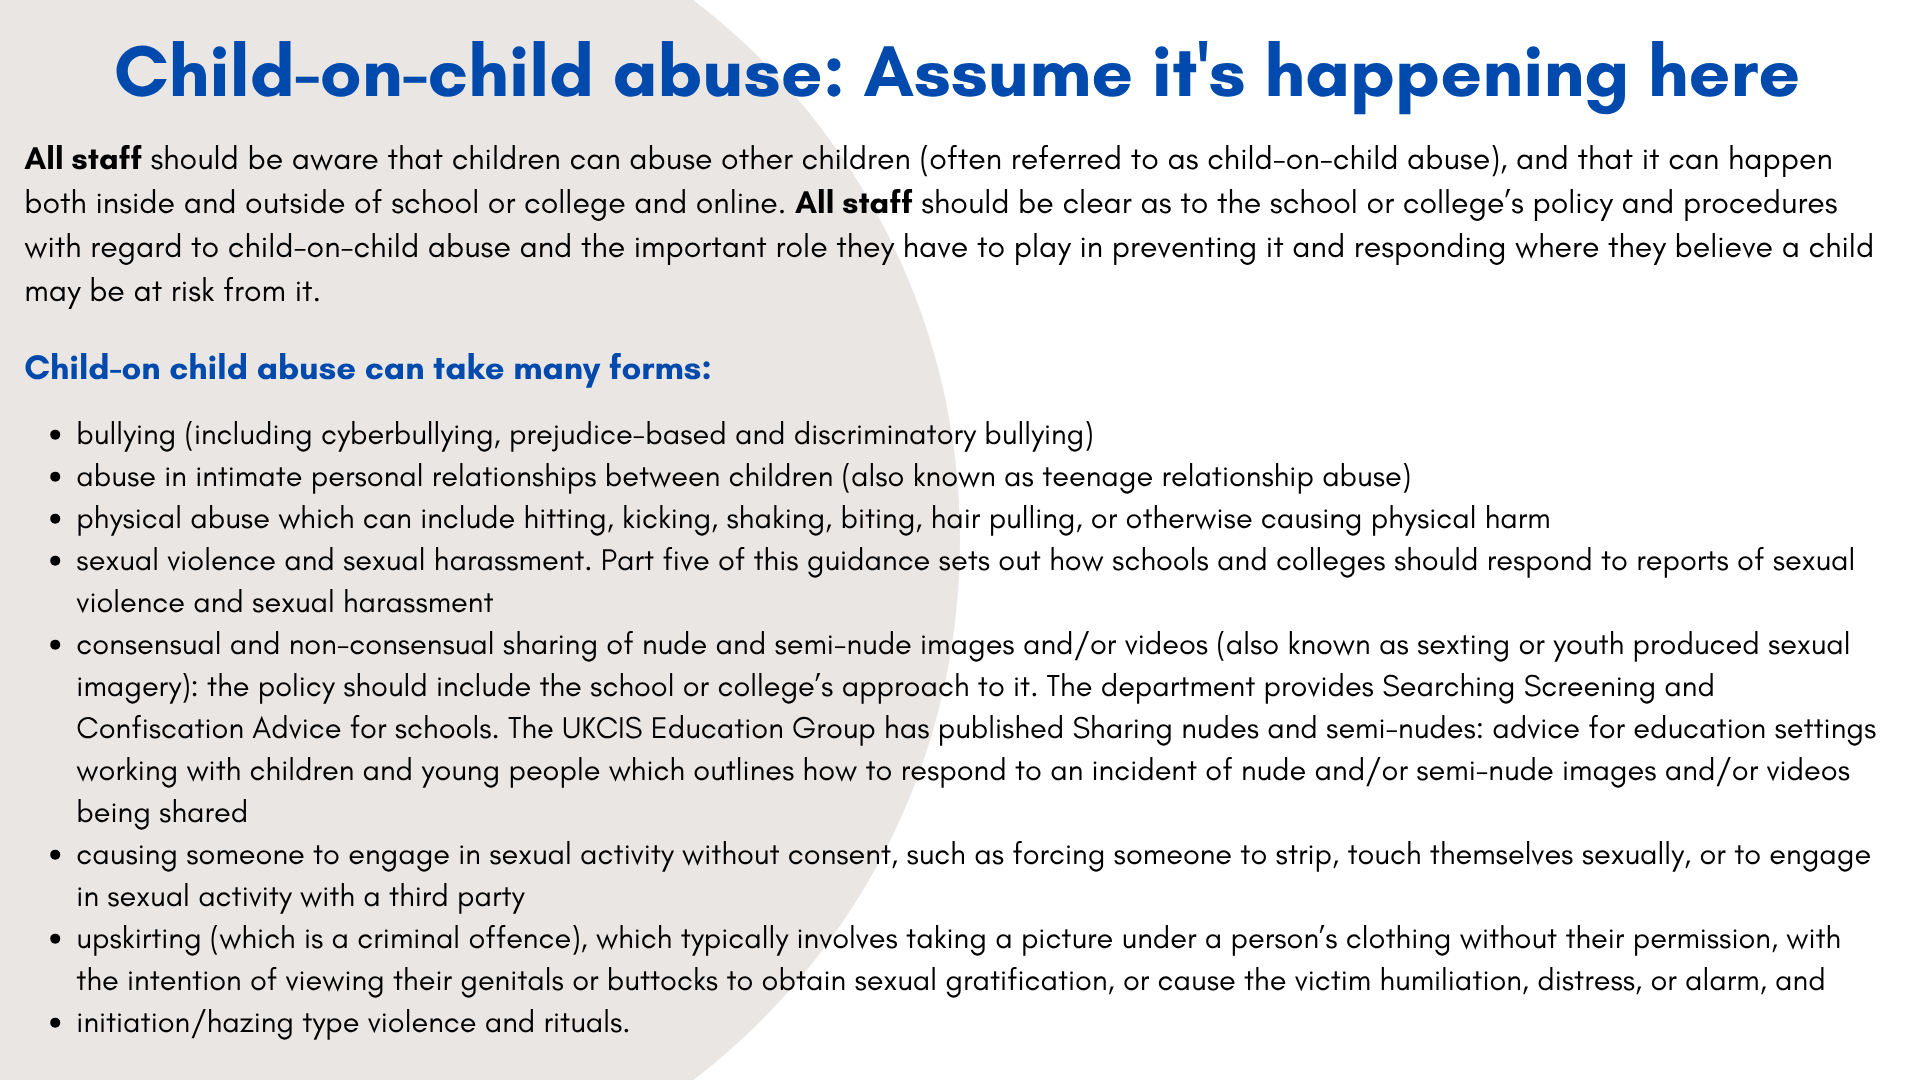 Child-on-child abuse: Assume it's happening here
All staff should be aware that children can abuse other children (often referred to as child-on-child abuse), and that it can happen
both inside and outside of school or college and online. All staff should be clear as to the school or college’s policy and procedures
with regard to child-on-child abuse and the important role they have to play in preventing it and responding where they believe a child
may be at risk from it.
Child-on child abuse can take many forms:
• bullying (including cyberbullying, prejudice-based and discriminatory bullying)
• abuse in intimate personal relationships between children (also known as teenage relationship abuse)
• physical abuse which can include hitting, kicking, shaking, biting, hair pulling, or otherwise causing physical harm
• sexual violence and sexual harassment. Part five of this guidance sets out how schools and colleges should respond to reports of sexual
violence and sexual harassment
• consensual and non-consensual sharing of nude and semi-nude images and/or videos (also known as sexting or youth produced sexual
imagery): the policy should include the school or college’s approach to it. The department provides Searching Screening and
Confiscation Advice for schools. The UKCIS Education Group has published Sharing nudes and semi-nudes: advice for education settings
working with children and young people which outlines how to respond to an incident of nude and/or semi-nude images and/or videos
being shared
• causing someone to engage in sexual activity without consent, such as forcing someone to strip, touch themselves sexually, or to engage
in sexual activity with a third party
• upskirting (which is a criminal offence), which typically involves taking a picture under a person’s clothing without their permission, with
the intention of viewing their genitals or buttocks to obtain sexual gratification, or cause the victim humiliation, distress, or alarm, and
• initiation/hazing type violence and rituals.